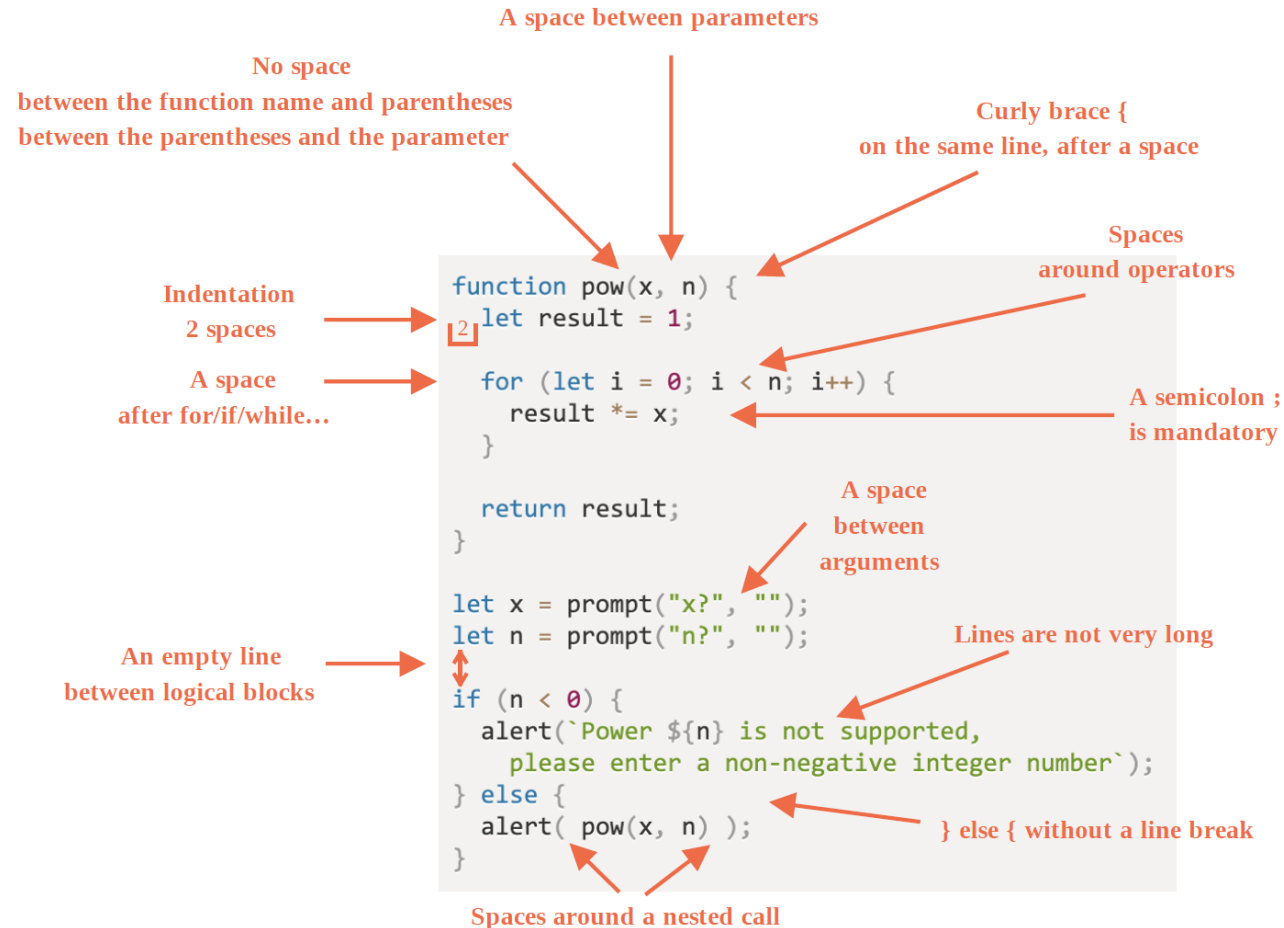 A space between parameters
No space
between the function name and parentheses
between the parentheses and the parameter
Curly brace {
on the same line, after a space
Spaces
around operators
Indentation
2 spaces
A space
after for/if/while…
A semicolon ;
is mandatory
function pow(x, n) {
2
  let result = 1;

  for (let i = 0; i < n; i++) {
    result *= x;
  }

  return result;
}
A space
between
arguments

let x = prompt("x?", "");
let n = prompt("n?", "");
An empty line
between logical blocks
Lines are not very long

if (n < 0) {
  alert(`Power ${n} is not supported,
    please enter a non-negative integer number`);
} else {
  alert( pow(x, n) );
}
} else { without a line break
Spaces around a nested call